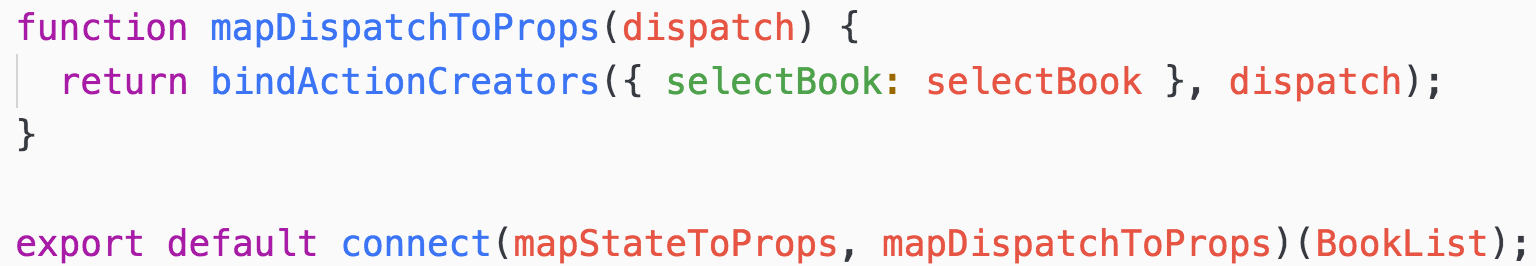 function mapDispatchToProps(dispatch) {
  return bindActionCreators({ selectBook: selectBook }, dispatch);
}
export default connect(mapStateToProps, mapDispatchToProps)(BookList);